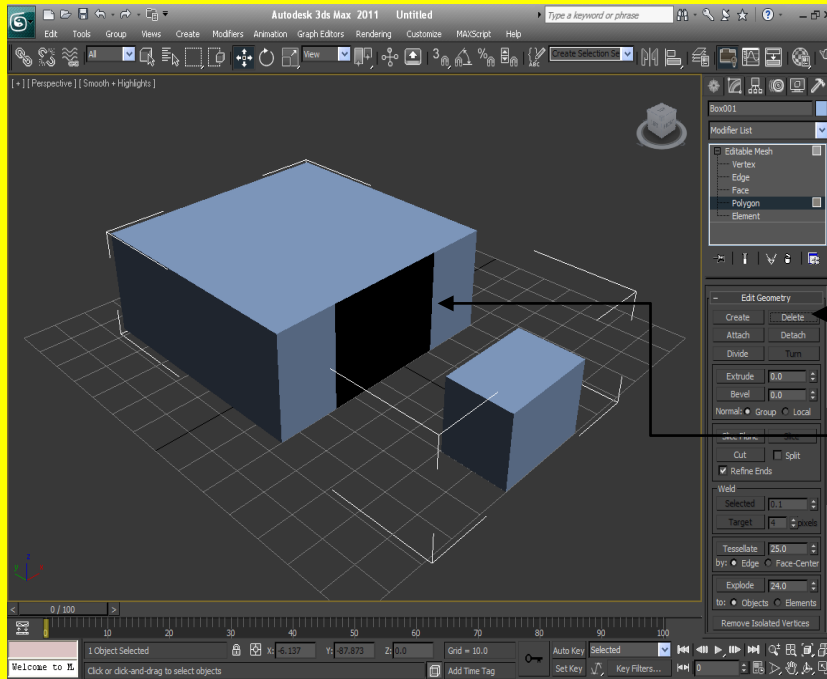 Autodesk 3ds Max 2011 Untitled
Type a keyword or phrase
Edit Tools Group Views Create Modifiers Animation Graph Editors Rendering Customize MAXScript Help
All
View
3
%
ABC
Create Selection Se
[ + ] [ Perspective ] [ Smooth + Highlights ]
Box001
Modifier List
Editable Mesh
Vertex
Edge
Face
Polygon
Element
- Edit Geometry
Create Delete
Attach Detach
Divide Turn
Extrude 0.0
Bevel 0.0
Normal: Group Local
Slice Plane Slice
Cut Split
Refine Ends
Weld
Selected 0.1
Target 4 pixels
Tessellate 25.0
by: Edge Face-Center
Explode 24.0
to: Objects Elements
Remove Isolated Vertices
z
x
< 0 / 100 >
0 10 20 30 40 50 60 70 80 90 100
1 Object Selected X: -6.137 Y: -87.873 Z: 0.0 Grid = 10.0 Auto Key Selected
Welcome to M. Click or click-and-drag to select objects Add Time Tag Set Key Key Filters... 0